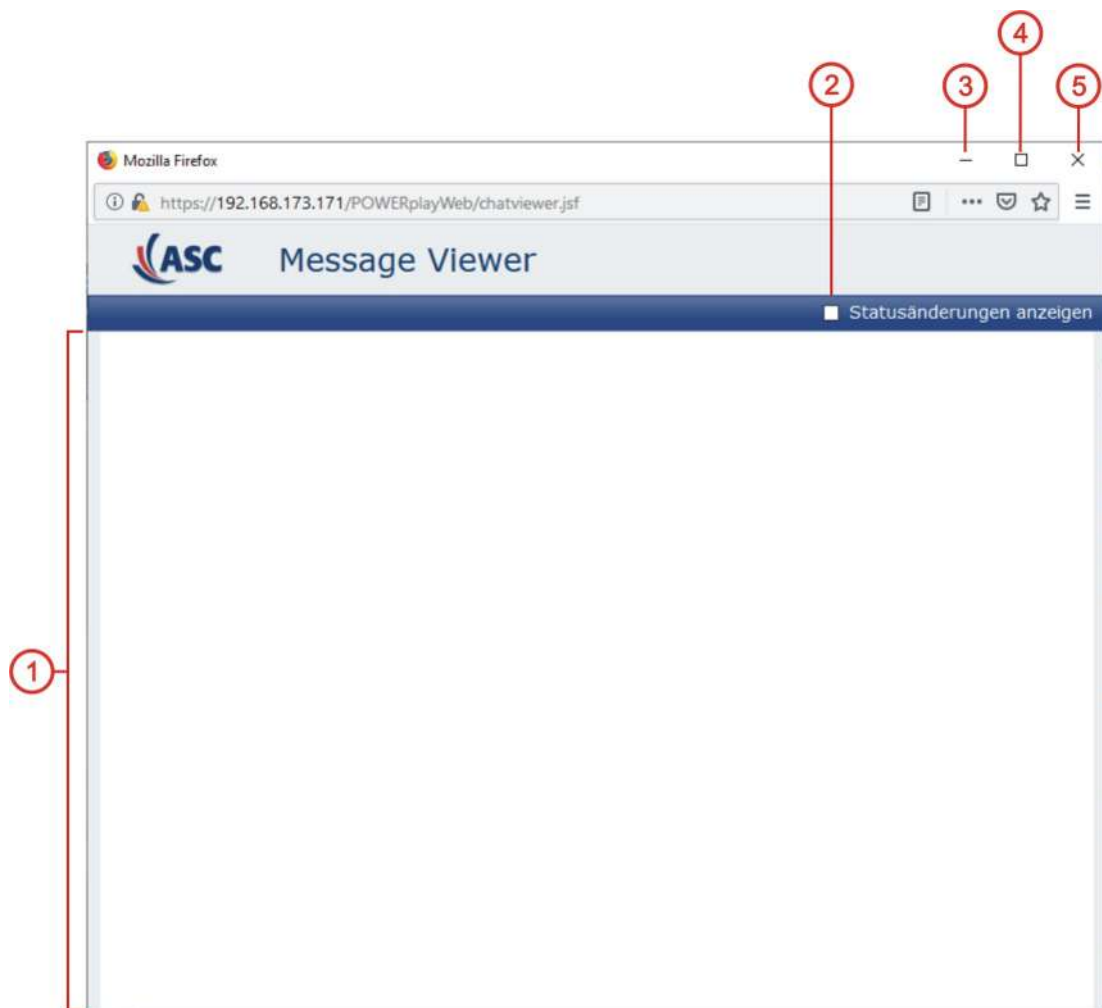 4
2
3
5
Mozilla Firefox
https://192.168.173.171/POWERplayWeb/chatviewer.jsf
ASC Message Viewer
Statusänderungen anzeigen
1